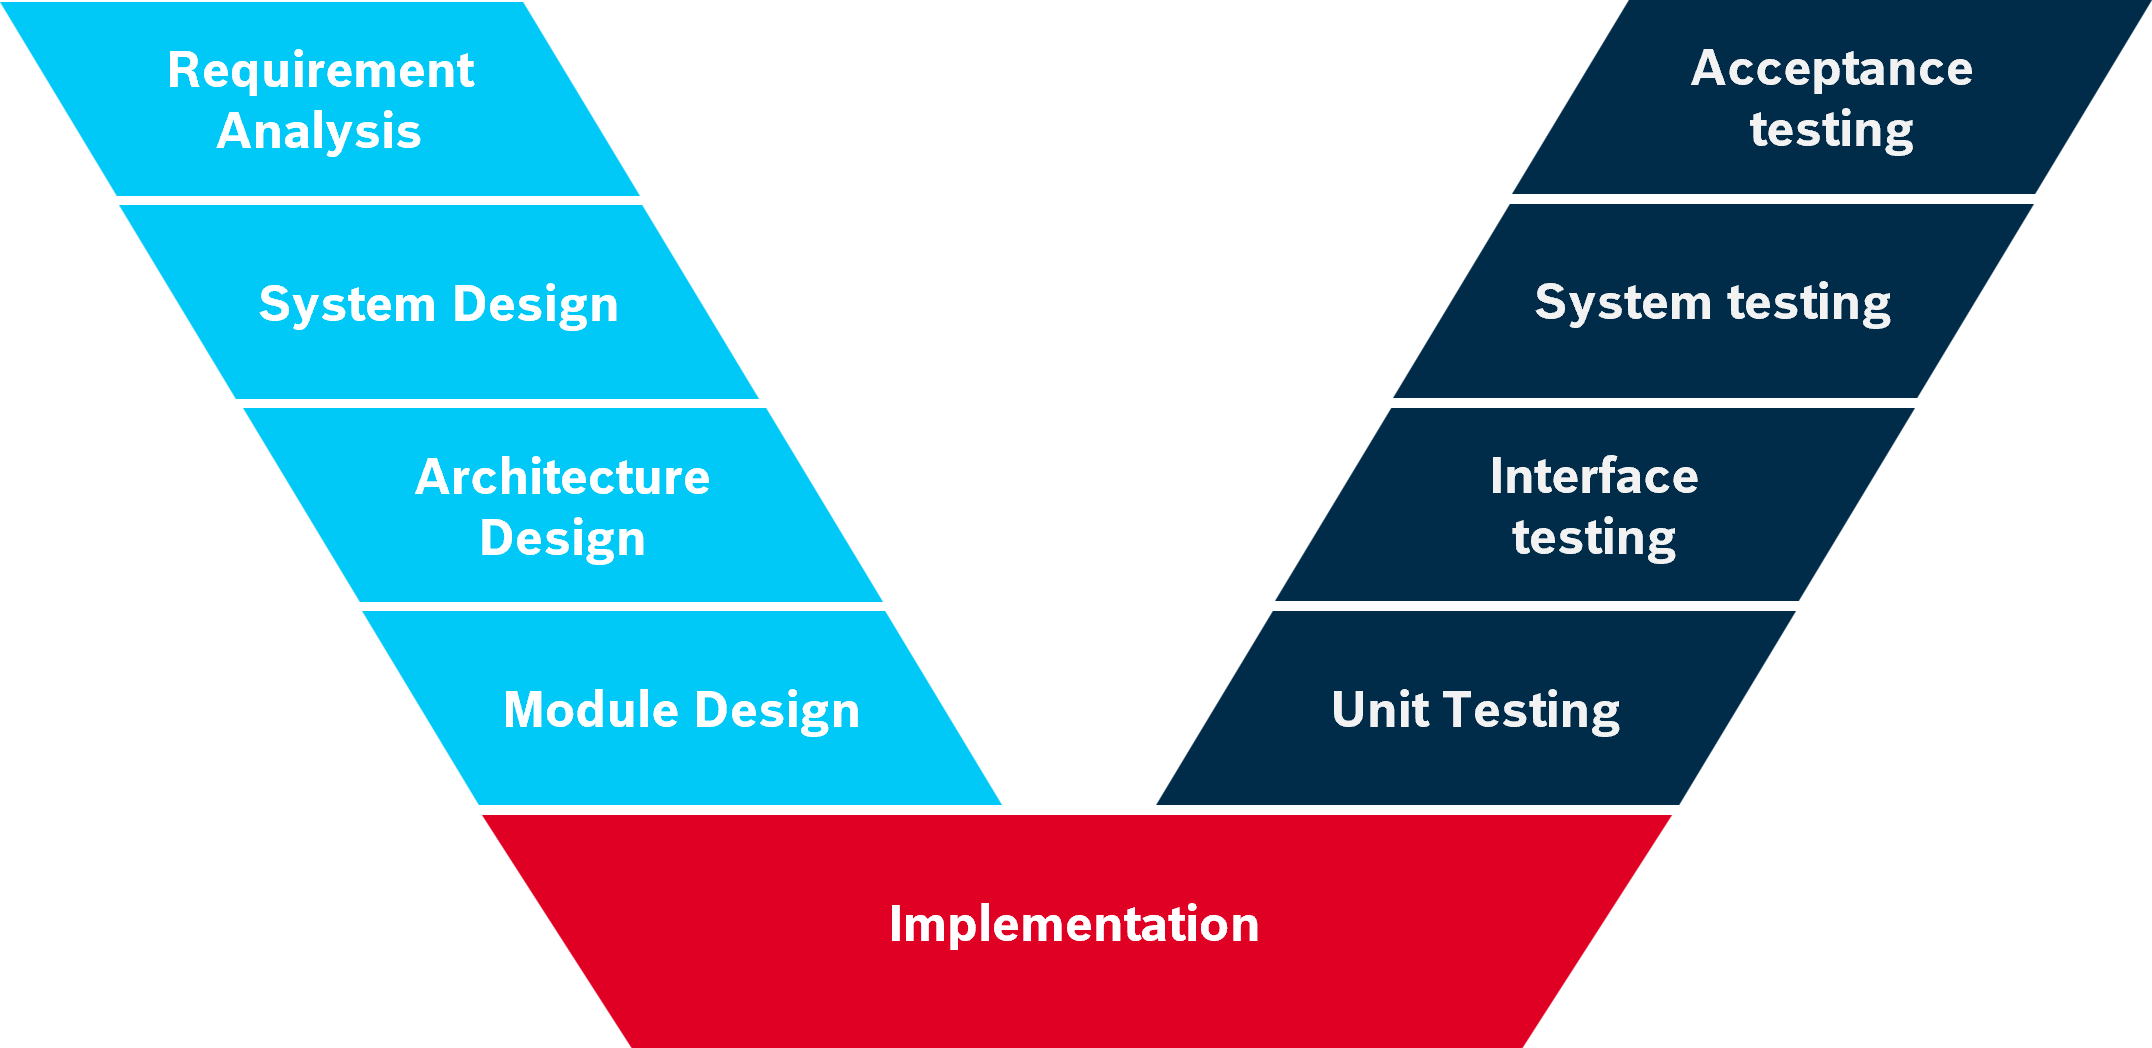 Requirement
Analysis
System Design
Architecture
Design
Module Design
Implementation
Acceptance
testing
System testing
Interface
testing
Unit Testing